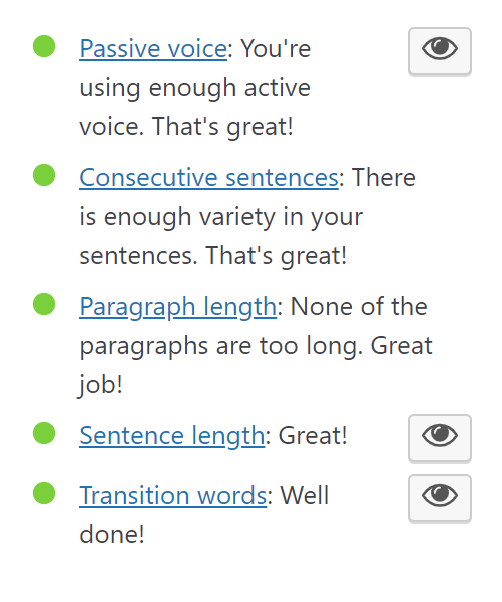 Passive voice: You're
using enough active
voice. That's great!
Consecutive sentences: There
is enough variety in your
sentences. That's great!
Paragraph length: None of the
paragraphs are too long. Great
job!
Sentence length: Great!
Transition words: Well
done!